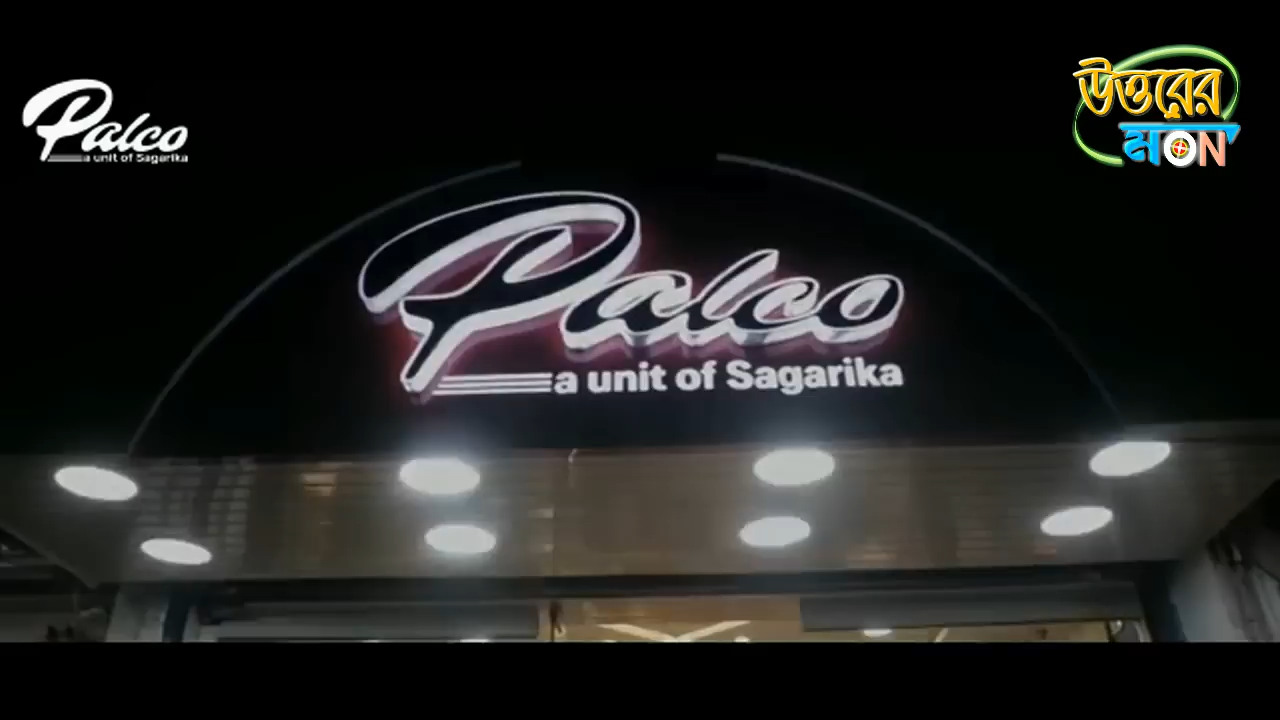 Palco
a unit of Sagarika
উত্তরের
মON
Palco
a unit of Sagarika